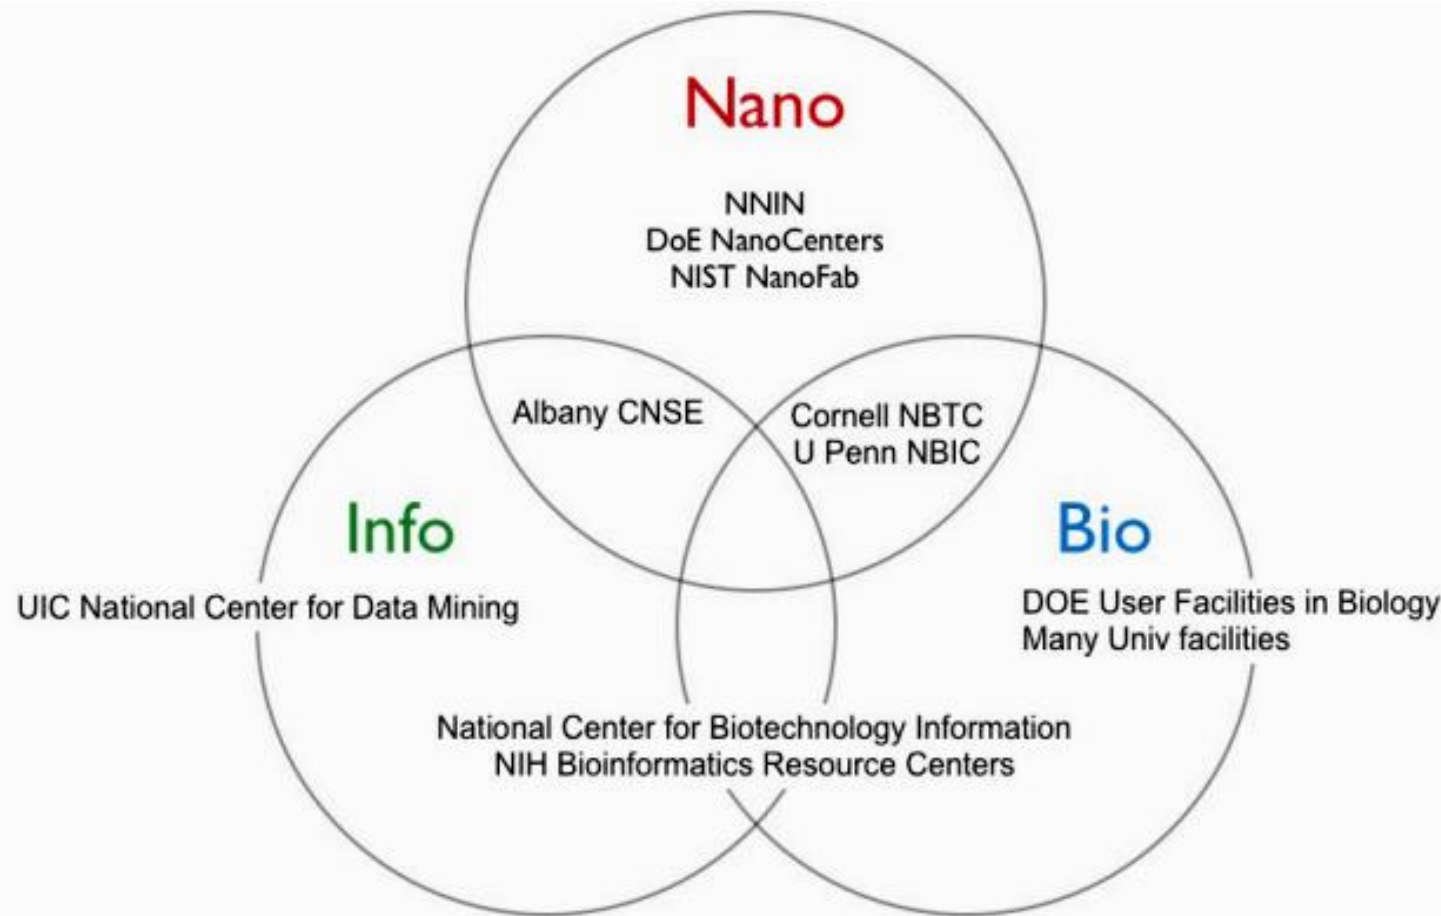 Nano
NNIN
DoE NanoCenters
NIST NanoFab
Albany CNSE
Cornell NBTC
U Penn NBIC
Info
UIC National Center for Data Mining
Bio
DOE User Facilities in Biology
Many Univ facilities
National Center for Biotechnology Information
NIH Bioinformatics Resource Centers